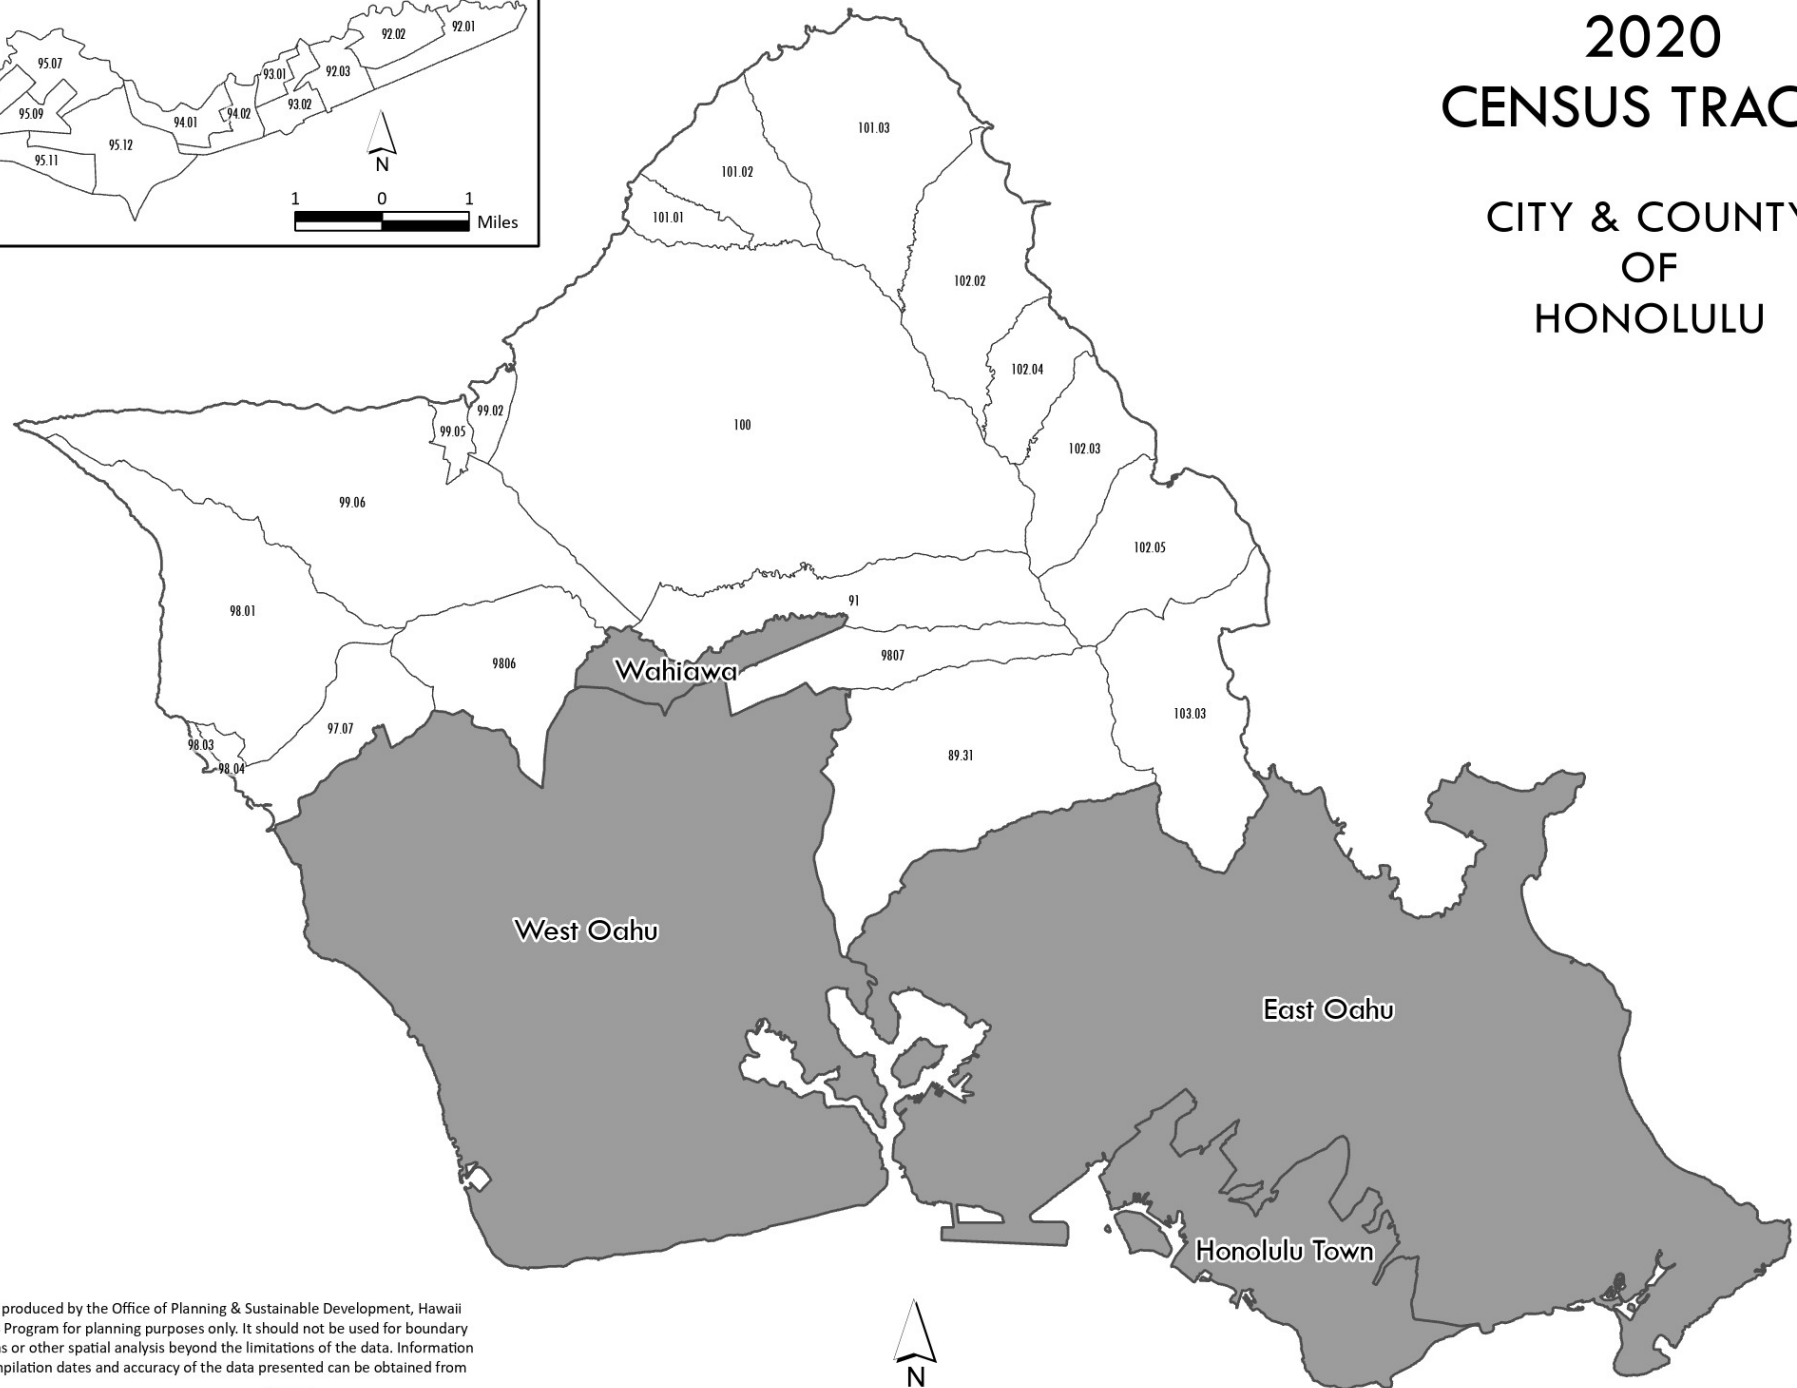 2020
CENSUS TRAC
CITY & COUNTY
OF
HONOLULU
92.02
92.01
95.07
93.01
92.03
95.09
94.01
94.02
93.02
95.12
95.11
N
1 0 1
Miles
101.03
101.02
101.01
102.02
102.04
99.02
99.05
100
102.03
99.06
102.05
98.01
91
9806
Wahiawa
9807
97.07
103.03
98.03
98.04
89.31
West Oahu
East Oahu
Honolulu Town
N
produced by the Office of Planning & Sustainable Development, Hawaii
Program for planning purposes only. It should not be used for boundary
s or other spatial analysis beyond the limitations of the data. Information
mpilation dates and accuracy of the data presented can be obtained from